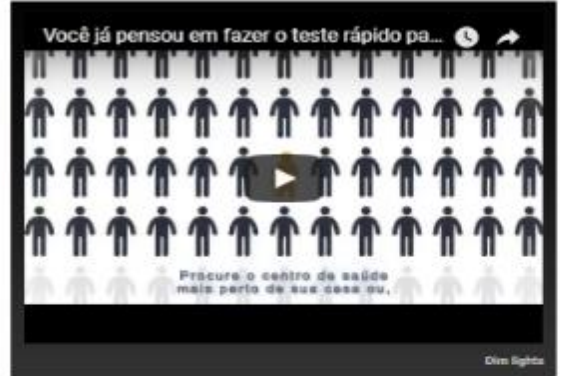 Você já pensou em fazer o teste rápido pa...
Procure o centro de saúde
mais perto de sua casa ou,
Dim lights